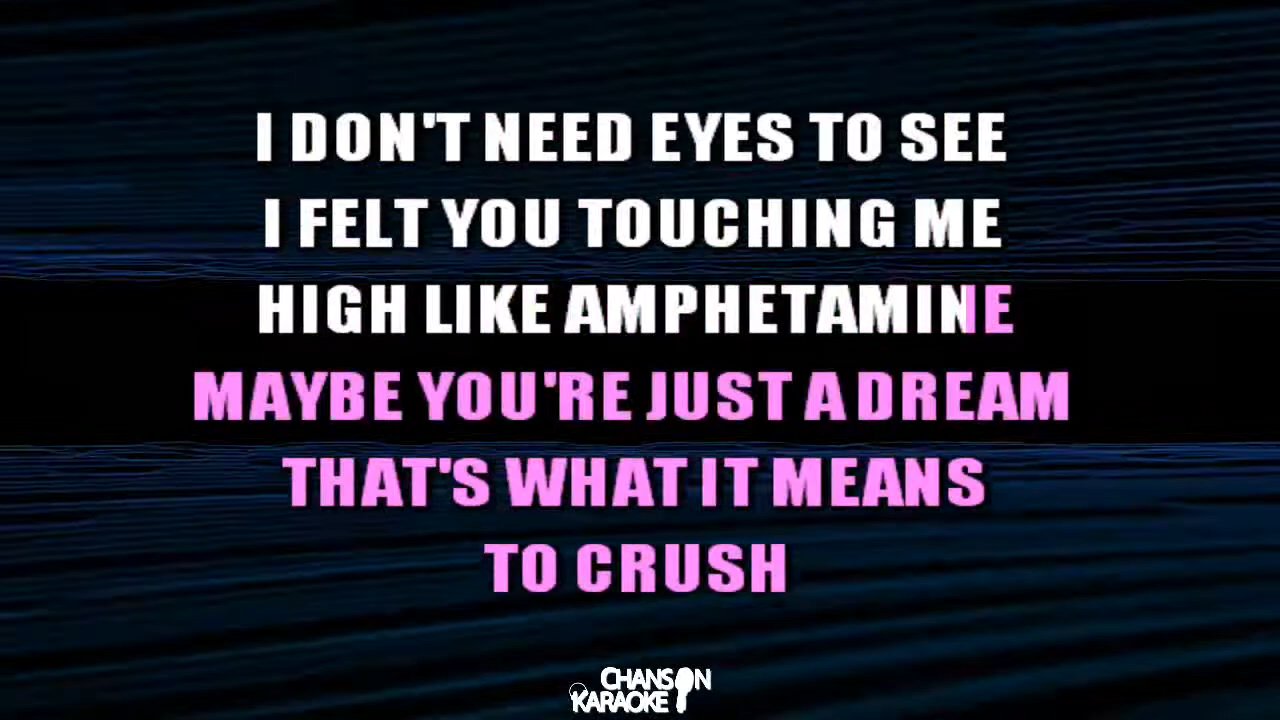 I DON'T NEED EYES TO SEE
I FELT YOU TOUCHING ME
HIGH LIKE AMPHETAMINE
MAYBE YOU'RE JUST A DREAM
THAT'S WHAT IT MEANS
TO CRUSH
CHANSON
KARAOKE